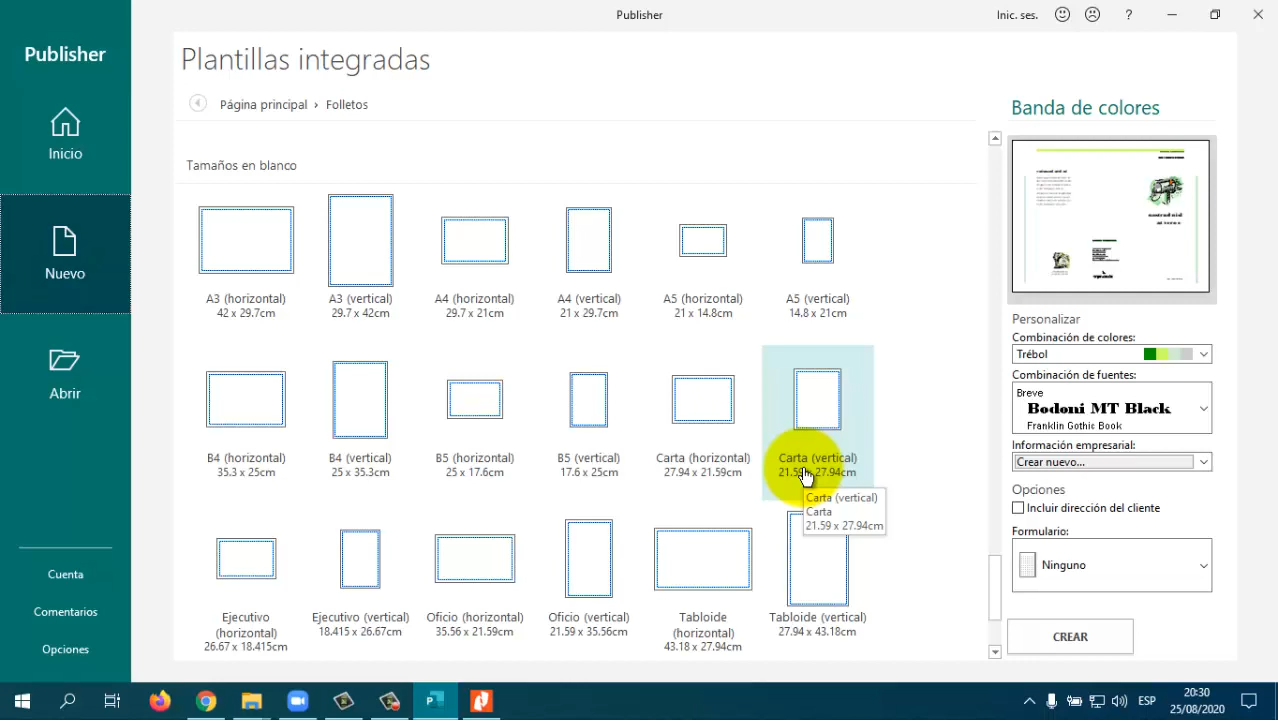 Publisher
Inic. ses.
?
Publisher
Inicio
Nuevo
Abrir
Cuenta
Comentarios
Opciones
Plantillas integradas
Página principal › Folletos
Tamaños en blanco
A3 (horizontal)
42 x 29.7cm
A3 (vertical)
29.7 x 42cm
A4 (horizontal)
29.7 x 21cm
A4 (vertical)
21 x 29.7cm
A5 (horizontal)
21 x 14.8cm
A5 (vertical)
14.8 x 21cm
B4 (horizontal)
35.3 x 25cm
B4 (vertical)
25 x 35.3cm
B5 (horizontal)
25 x 17.6cm
B5 (vertical)
17.6 x 25cm
Carta (horizontal)
27.94 x 21.59cm
Carta (vertical)
21.59 x 27.94cm
Carta (vertical)
Carta
21.59 x 27.94cm
Ejecutivo
(horizontal)
26.67 x 18.415cm
Ejecutivo (vertical)
18.415 x 26.67cm
Oficio (horizontal)
35.56 x 21.59cm
Oficio (vertical)
21.59 x 35.56cm
Tabloide
(horizontal)
43.18 x 27.94cm
Tabloide (vertical)
27.94 x 43.18cm
Banda de colores
Personalizar
Combinación de colores:
Trébol
Combinación de fuentes:
Breve
Bodoni MT Black
Franklin Gothic Book
Información empresarial:
Crear nuevo...
Opciones
Incluir dirección del cliente
Formulario:
Ninguno
CREAR
ESP
20:30
25/08/2020